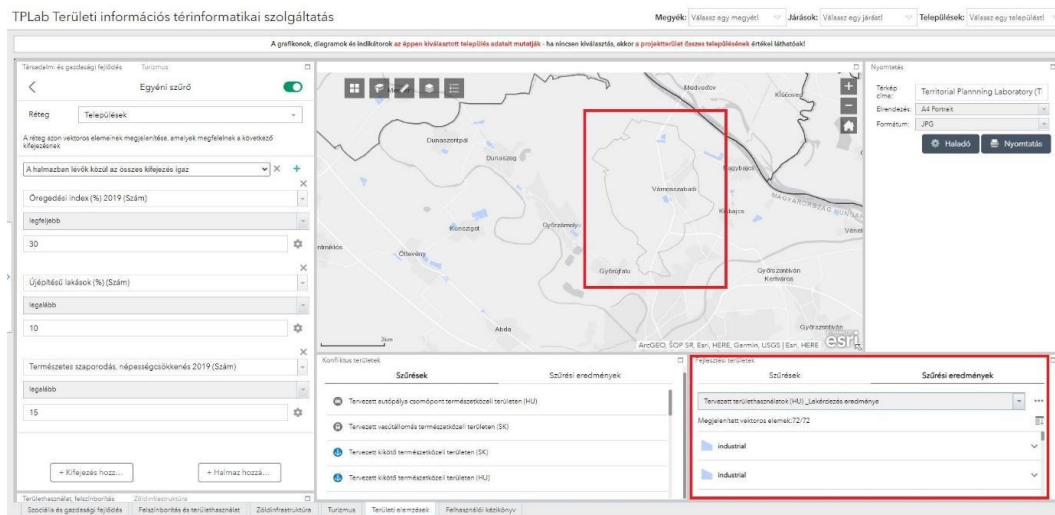 TPLab Területi információs térinformatikai szolgáltatás
Megyék: Válassz egy megyét! Járások: Válassz egy járást! Települések: Válassz egy települést!
A grafikonok, diagramok és indikátorok az éppen kiválasztott település adatait mutatják - ha nincsen kiválasztás, akkor a projektterület összes településének értékei láthatóak!
Társadalmi és gazdasági fejlődés Turizmus
Egyéni szűrő
Réteg Települések
A réteg azon vektoros elemeinek megjelenítése, amelyek megfelelnek a következő
kifejezésnek
A halmazban lévők közül az összes kifejezés igaz
Öregedési index (%) 2019 (Szám)
legfeljebb
30
Újépítésű lakások (%) (Szám)
legalább
10
Természetes szaporodás, népességcsökkenés 2019 (Szám)
legalább
15
+ Kifejezés hozz...
+ Halmaz hozzá...
Területhasználat, felszínborítás Zöldinfrastruktúra
Medveďov
Kľúčovec
Dunaszentpál
Dunaszeg
Nagybajcs
Vámosszabadi
Kisbajcs
MAGYARORSZÁG
Kunsziget
Győrzámoly
Vének
Öttevény
Győrújfalu
Győrszentiván
Kertváros
Abda
Győrszentiván
3km
ArcGEO, ŠOP SR, Esri, HERE, Garmin, USGS | Esri, HERE
esri
Nyomtatás
Térkép
címe: Territorial Plannning Laboratory (T
Elrendezés: A4 Portrait
Formátum: JPG
Haladó
Nyomtatás
Konfliktus területek
Szűrések Szűrési eredmények
Tervezett autópálya csomópont természetközeli területen (HU)
Tervezett vasútállomás természetközeli területen (SK)
Tervezett kikötő természetközeli területen (SK)
Tervezett kikötő természetközeli területen (HU)
Fejlesztési területek
Szűrések Szűrési eredmények
Tervezett területhasználatok (HU) _Lekérdezés eredménye
Megjelenített vektoros elemek:72/72
industrial
industrial
Szociális és gazdasági fejlődés Felszínborítás és területhasználat Zöldinfrastruktúra Turizmus Területi elemzések Felhasználói kézikönyv